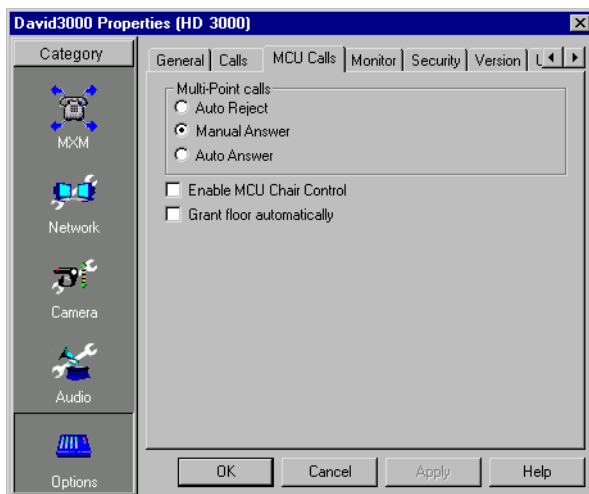 David3000 Properties (HD 3000)
Category
MXM
Network
Camera
Audio
Options
General Calls MCU Calls Monitor Security Version
Multi-Point calls
Auto Reject
Manual Answer
Auto Answer
Enable MCU Chair Control
Grant floor automatically
OK Cancel Apply Help